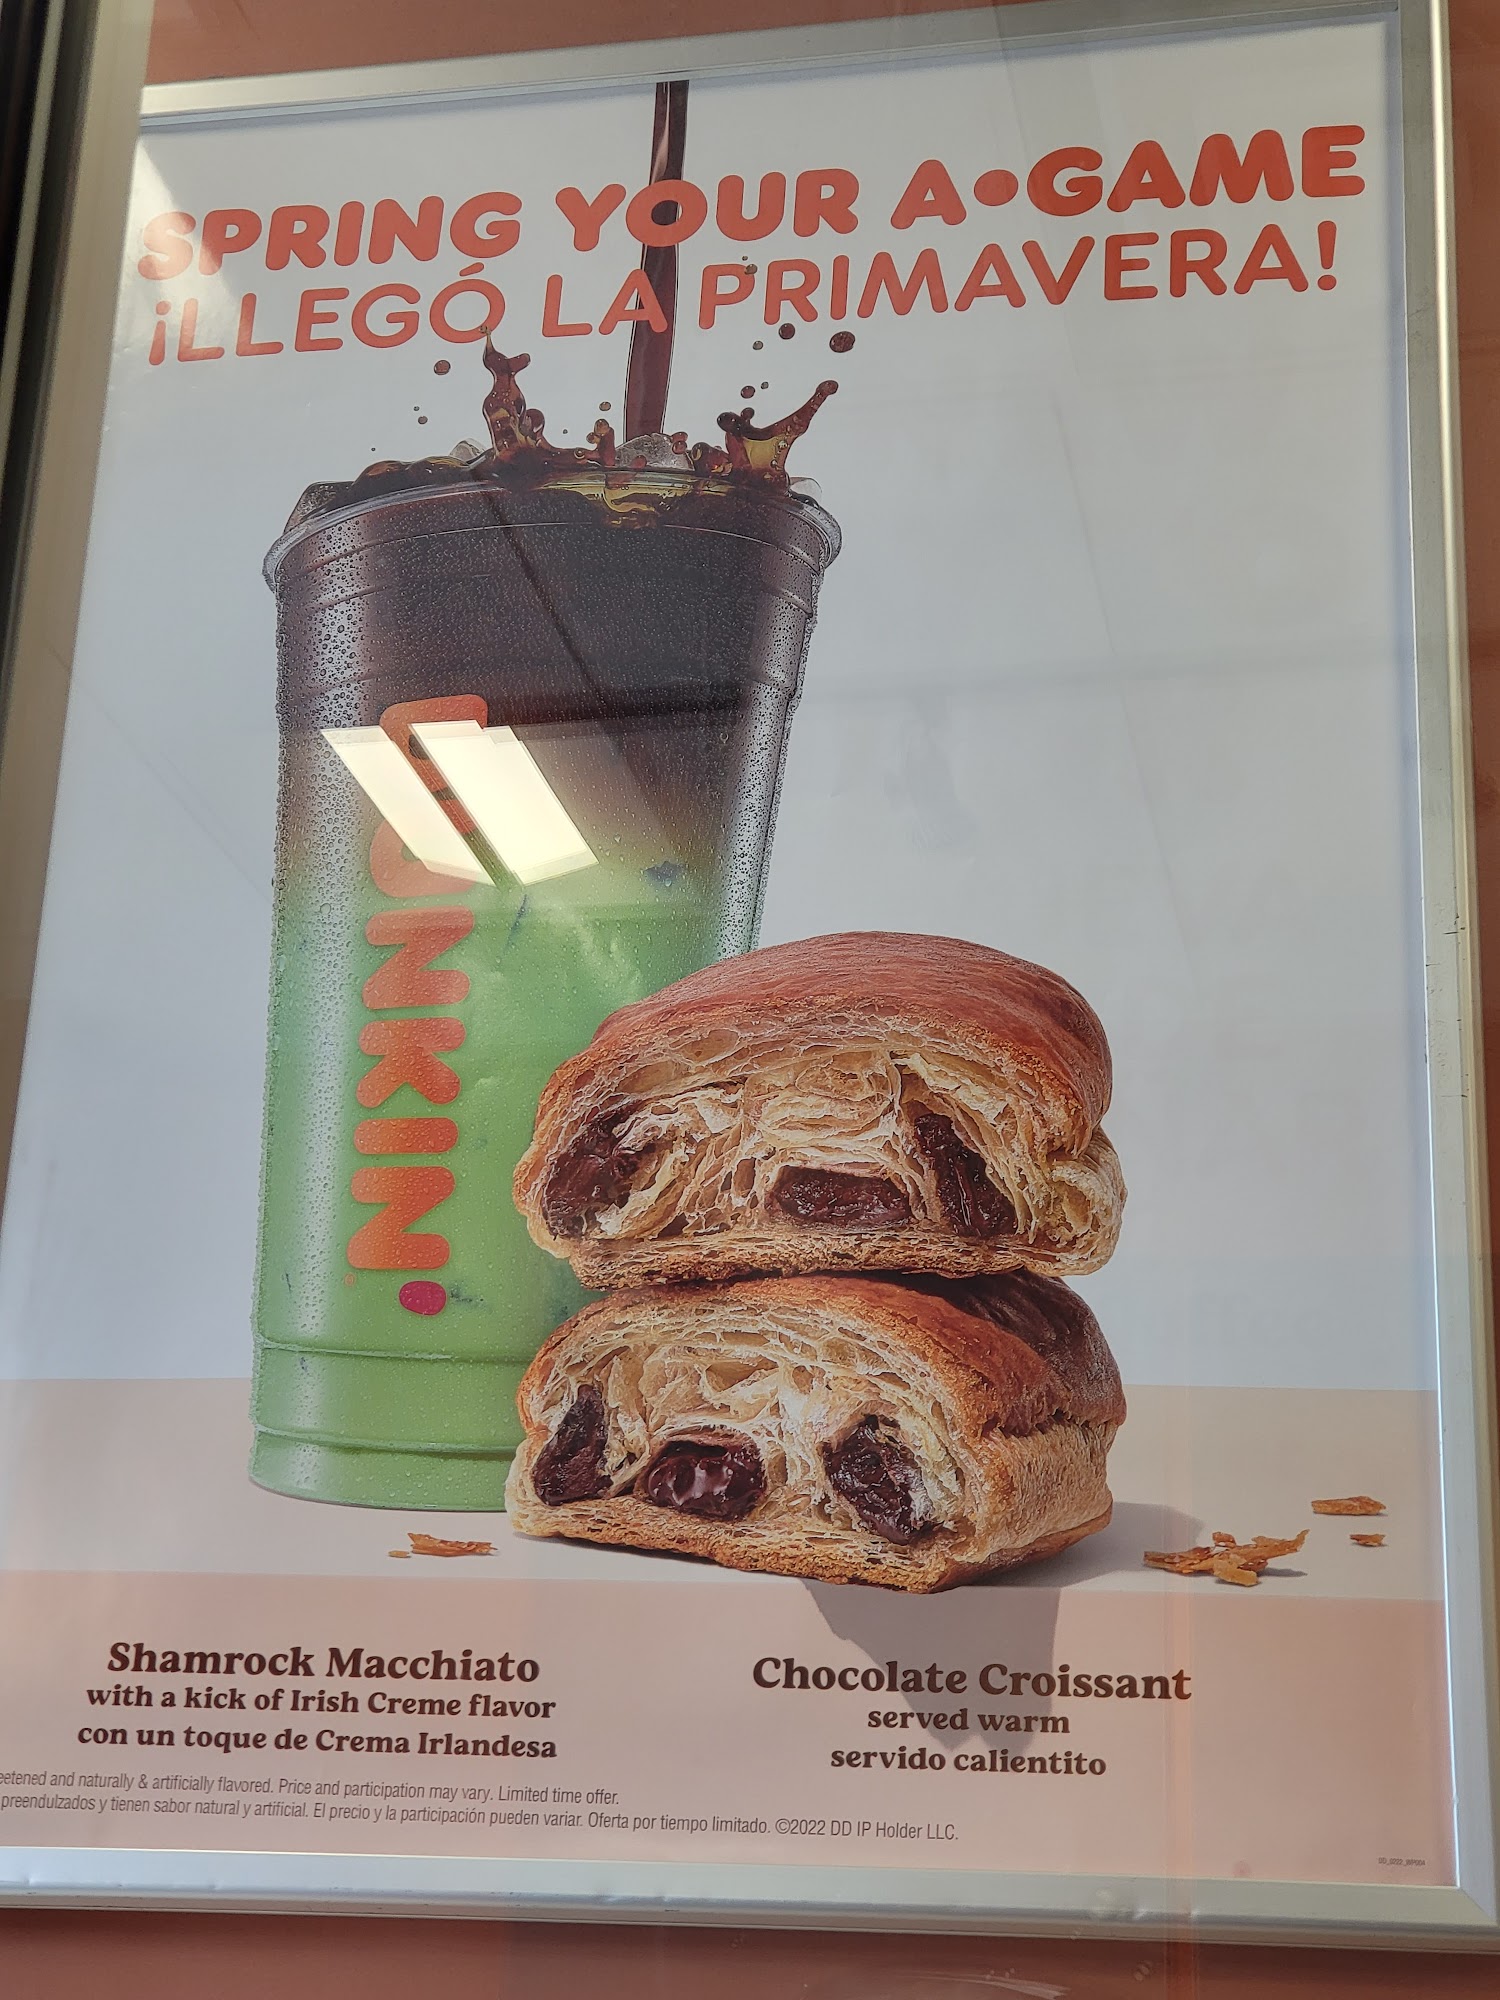 SPRING YOUR A•GAME
¡LLEGÓ LA PRIMAVERA!
DUNKIN'
Shamrock Macchiato
with a kick of Irish Creme flavor
con un toque de Crema Irlandesa
Chocolate Croissant
served warm
servido calientito
eetened and naturally & artificially flavored. Price and participation may vary. Limited time offer.
preendulzados y tienen sabor natural y artificial. El precio y la participación pueden variar. Oferta por tiempo limitado. ©2022 DD IP Holder LLC.